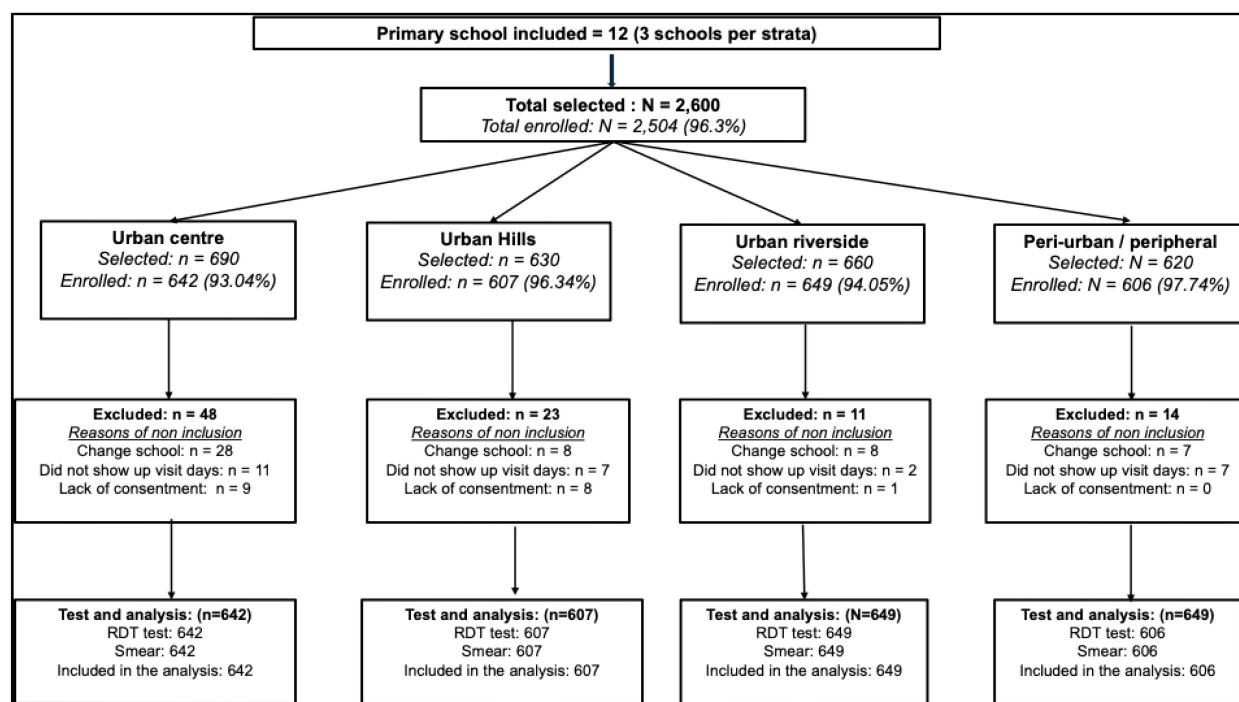 Primary school included = 12 (3 schools per strata)
Total selected : N = 2,600
Total enrolled: N = 2,504 (96.3%)
Urban centre
Selected: n = 690
Enrolled: n = 642 (93.04%)
Urban Hills
Selected: n = 630
Enrolled: n = 607 (96.34%)
Urban riverside
Selected: n = 660
Enrolled: n = 649 (94.05%)
Peri-urban / peripheral
Selected: N = 620
Enrolled: N = 606 (97.74%)
Excluded: n = 48
Reasons of non inclusion
Change school: n = 28
Did not show up visit days: n = 11
Lack of consentment: n = 9
Excluded: n = 23
Reasons of non inclusion
Change school: n = 8
Did not show up visit days: n = 7
Lack of consentment: n = 8
Excluded: n = 11
Reasons of non inclusion
Change school: n = 8
Did not show up visit days: n = 2
Lack of consentment: n = 1
Excluded: n = 14
Reasons of non inclusion
Change school: n = 7
Did not show up visit days: n = 7
Lack of consentment: n = 0
Test and analysis: (n=642)
RDT test: 642
Smear: 642
Included in the analysis: 642
Test and analysis: (n=607)
RDT test: 607
Smear: 607
Included in the analysis: 607
Test and analysis: (N=649)
RDT test: 649
Smear: 649
Included in the analysis: 649
Test and analysis: (n=649)
RDT test: 606
Smear: 606
Included in the analysis: 606